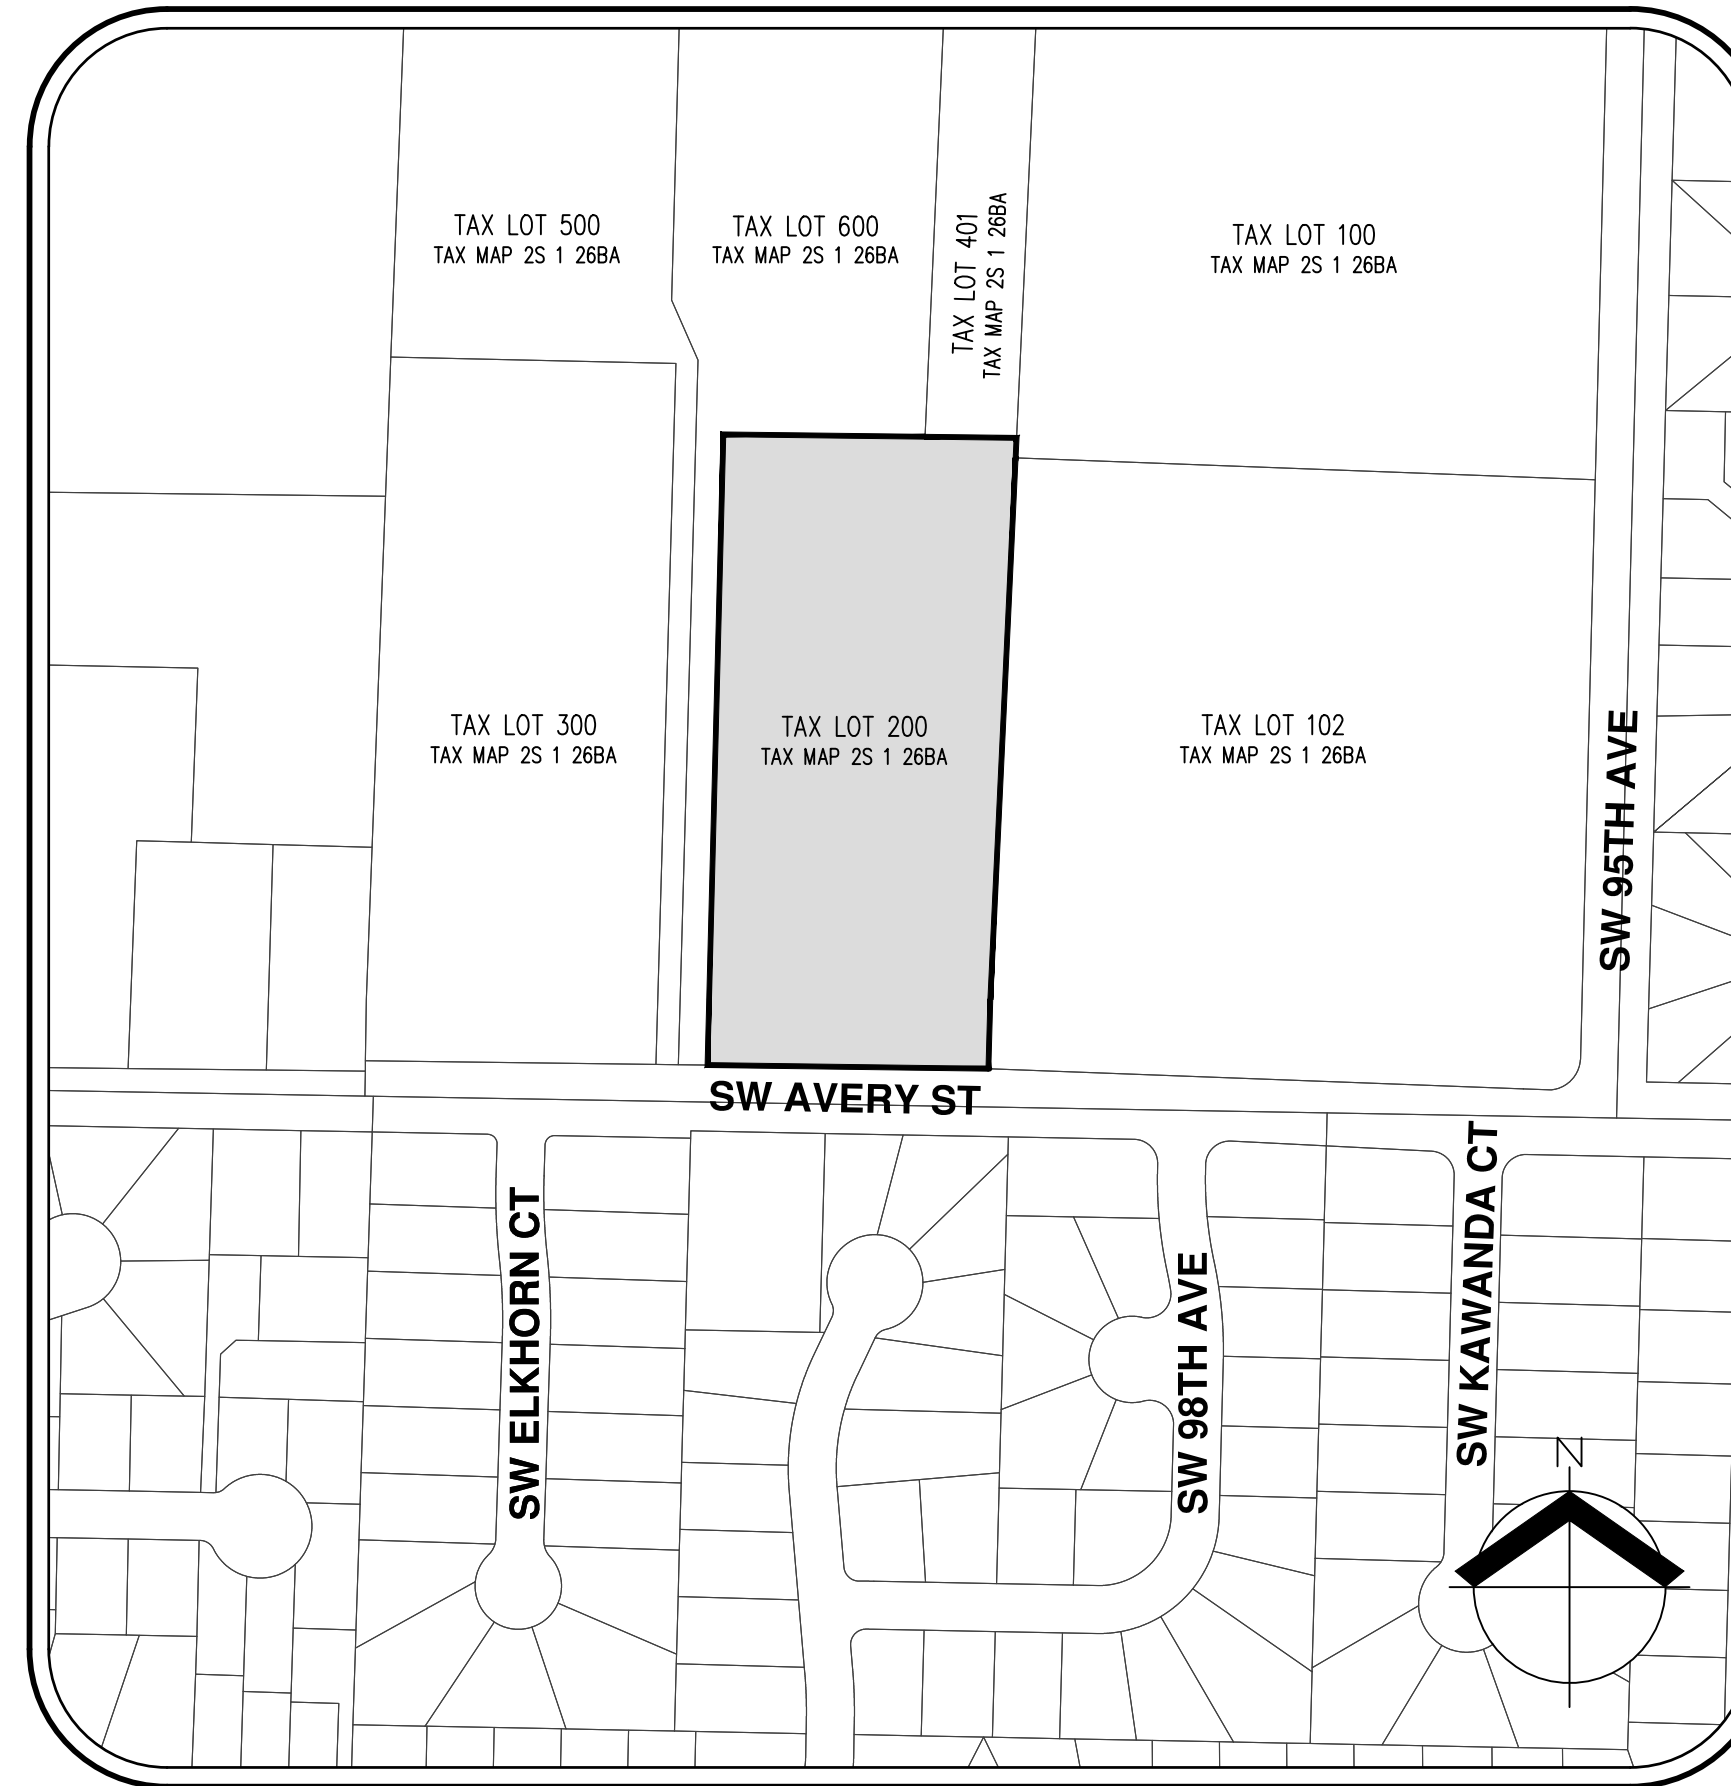 TAX LOT 500
TAX MAP 2S 1 26BA
TAX LOT 600
TAX MAP 2S 1 26BA
TAX LOT 401
TAX MAP 2S 1 26BA
TAX LOT 100
TAX MAP 2S 1 26BA
TAX LOT 300
TAX MAP 2S 1 26BA
TAX LOT 200
TAX MAP 2S 1 26BA
TAX LOT 102
TAX MAP 2S 1 26BA
SW 95TH AVE
SW AVERY ST
SW ELKHORN CT
SW 98TH AVE
SW KAWANDA CT
N